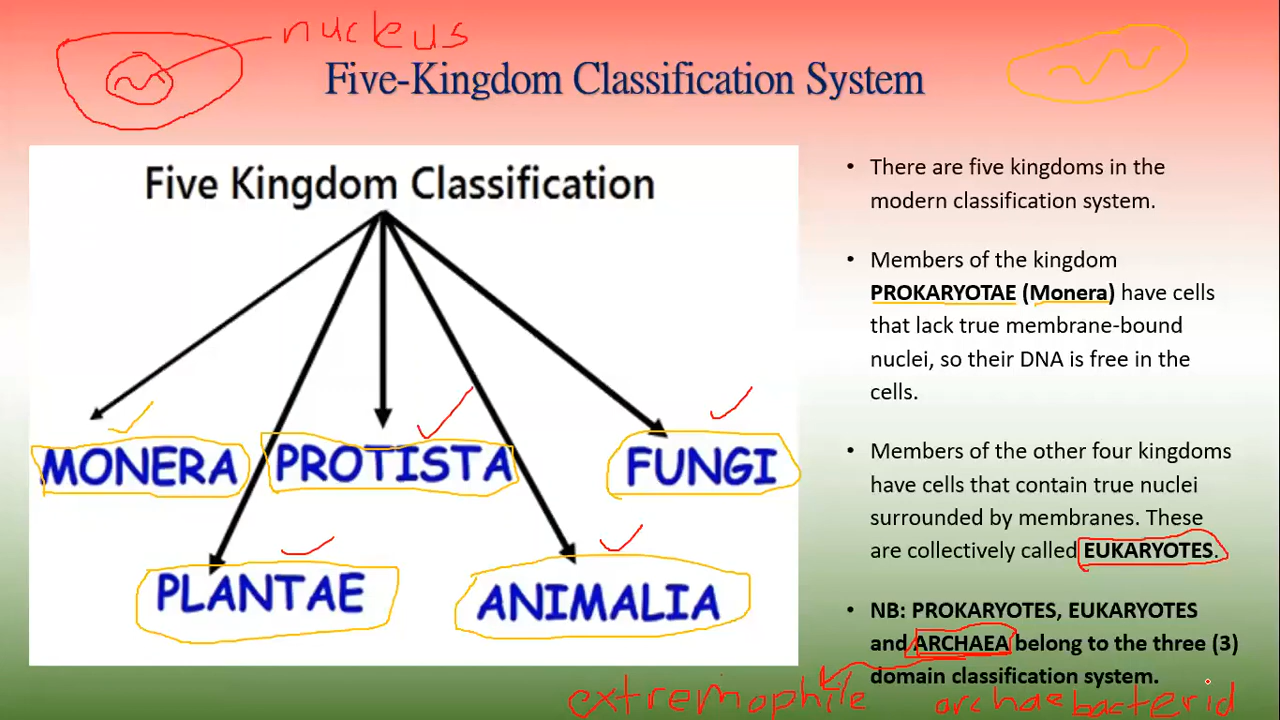 nucleus
Five-Kingdom Classification System
Five Kingdom Classification
MONERA
PROTISTA
FUNGI
PLANTAE
ANIMALIA
• There are five kingdoms in the
modern classification system.
• Members of the kingdom
PROKARYOTAE (Monera) have cells
that lack true membrane-bound
nuclei, so their DNA is free in the
cells.
• Members of the other four kingdoms
have cells that contain true nuclei
surrounded by membranes. These
are collectively called EUKARYOTES.
• NB: PROKARYOTES, EUKARYOTES
and ARCHAEA belong to the three (3)
domain classification system.
extremophile
archaebacterid